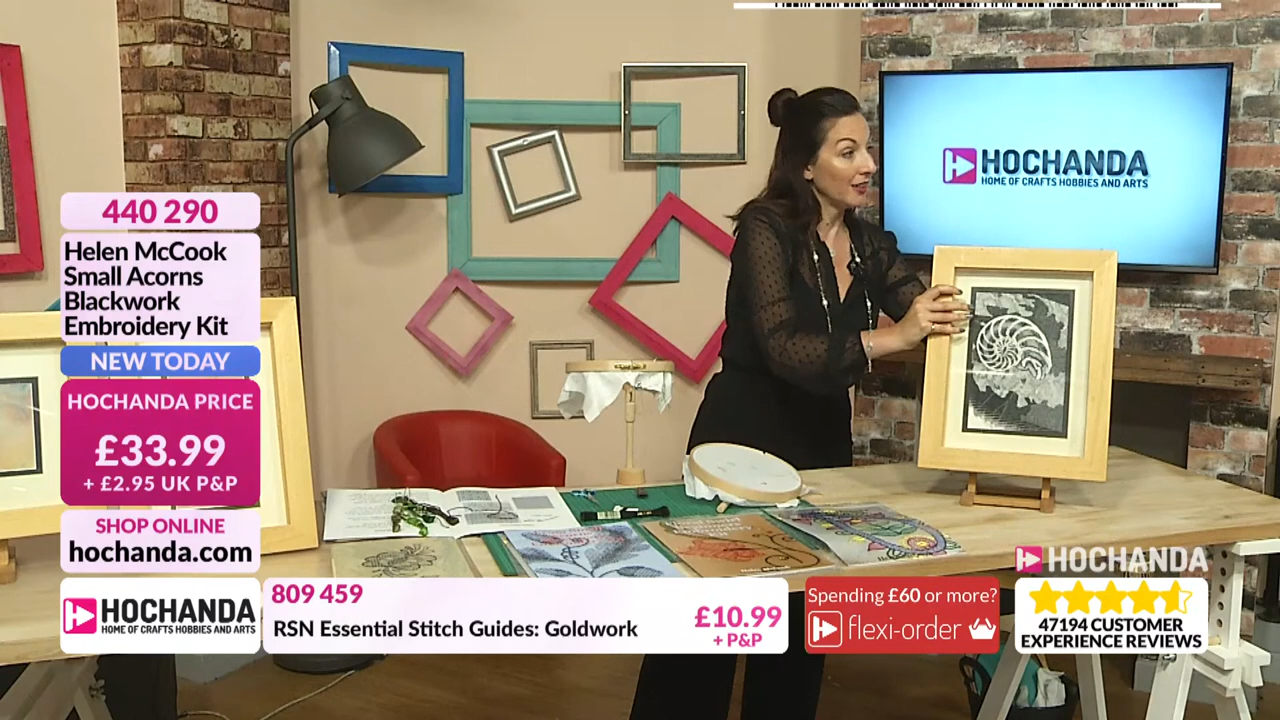 HOCHANDA
HOME OF CRAFTS HOBBIES AND ARTS
440 290
Helen McCook
Small Acorns
Blackwork
Embroidery Kit
NEW TODAY
HOCHANDA PRICE
£33.99
+ £2.95 UK P&P
SHOP ONLINE
hochanda.com
HOCHANDA
HOME OF CRAFTS HOBBIES AND ARTS
809 459
RSN Essential Stitch Guides: Goldwork
£10.99
+ P&P
Spending £60 or more?
flexi-order
HOCHANDA
47194 CUSTOMER
EXPERIENCE REVIEWS